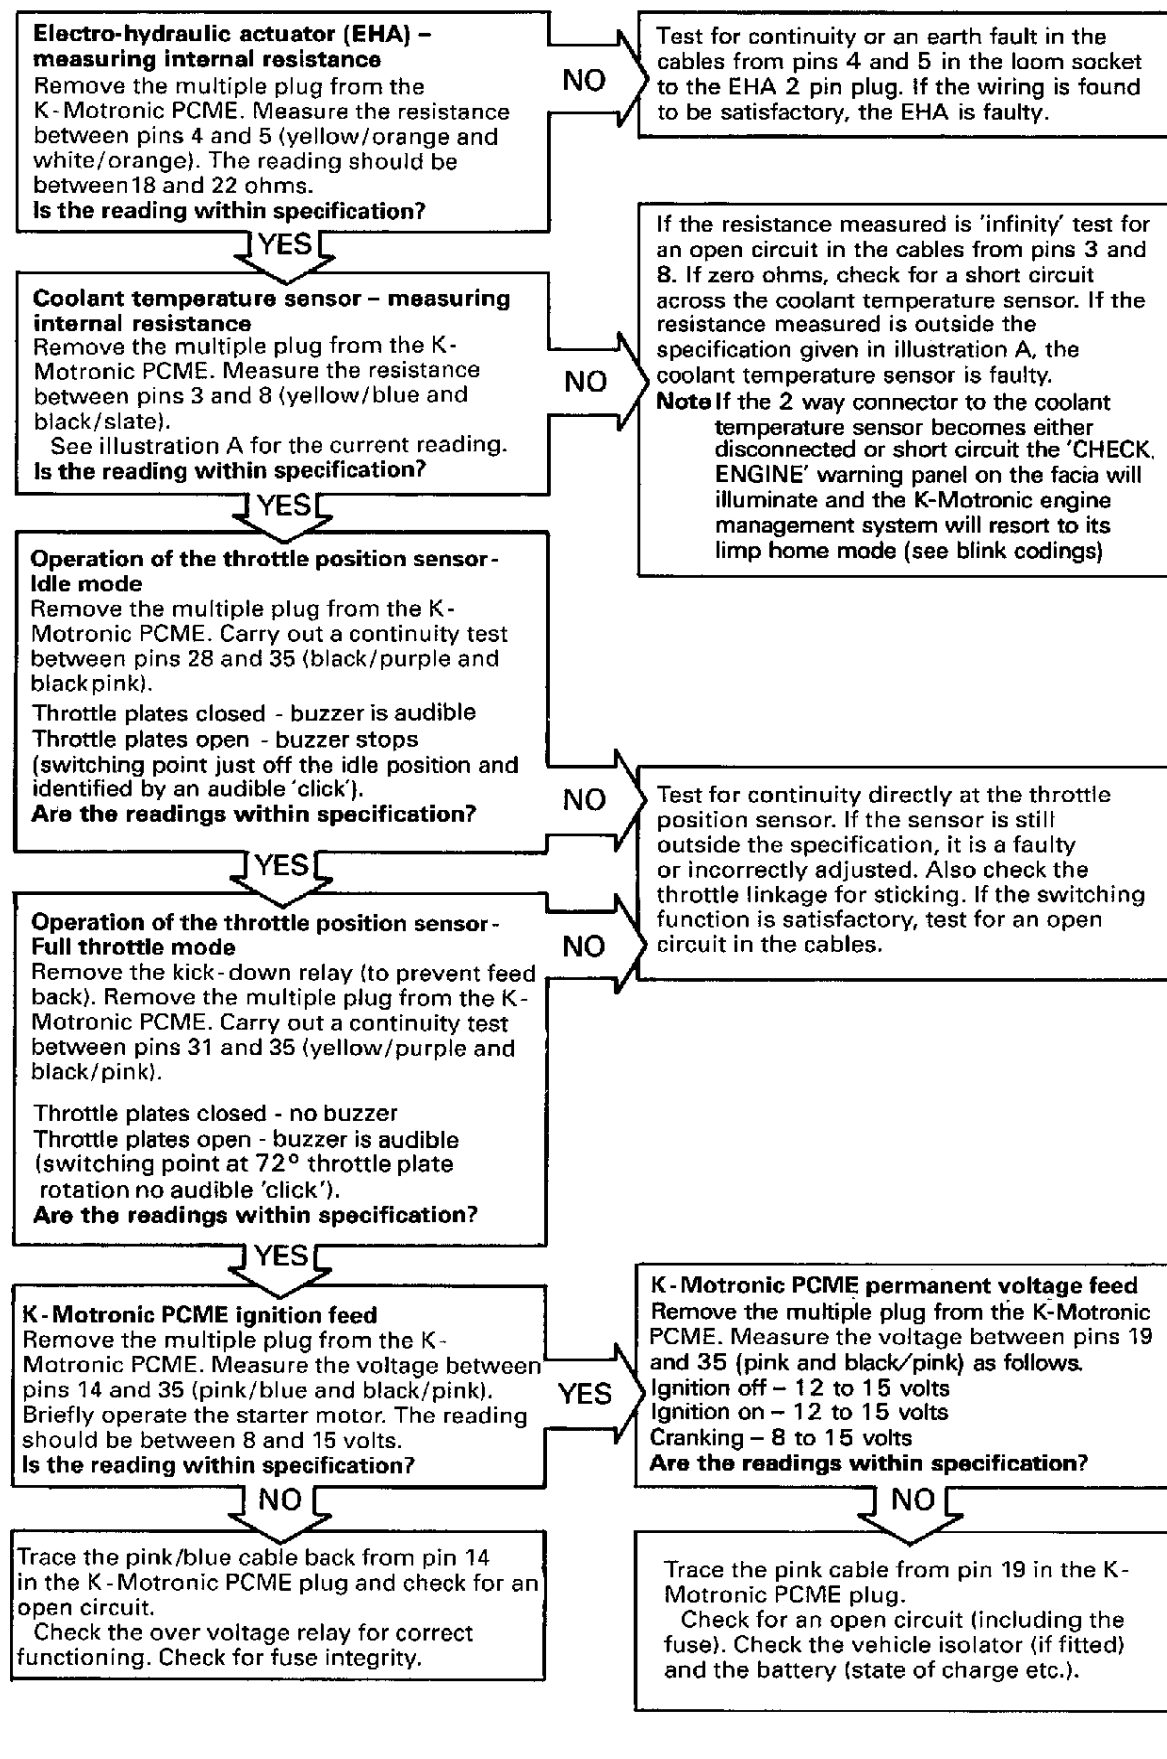 Electro-hydraulic actuator (EHA) –
measuring internal resistance
Remove the multiple plug from the
K-Motronic PCME. Measure the resistance
between pins 4 and 5 (yellow/orange and
white/orange). The reading should be
between 18 and 22 ohms.
Is the reading within specification?
NO
Test for continuity or an earth fault in the
cables from pins 4 and 5 in the loom socket
to the EHA 2 pin plug. If the wiring is found
to be satisfactory, the EHA is faulty.
YES
Coolant temperature sensor – measuring
internal resistance
Remove the multiple plug from the K-
Motronic PCME. Measure the resistance
between pins 3 and 8 (yellow/blue and
black/slate).
See illustration A for the current reading.
Is the reading within specification?
NO
If the resistance measured is 'infinity' test for
an open circuit in the cables from pins 3 and
8. If zero ohms, check for a short circuit
across the coolant temperature sensor. If the
resistance measured is outside the
specification given in illustration A, the
coolant temperature sensor is faulty.
Note If the 2 way connector to the coolant
temperature sensor becomes either
disconnected or short circuit the 'CHECK
ENGINE' warning panel on the facia will
illuminate and the K-Motronic engine
management system will resort to its
limp home mode (see blink codings)
YES
Operation of the throttle position sensor-
Idle mode
Remove the multiple plug from the K-
Motronic PCME. Carry out a continuity test
between pins 28 and 35 (black/purple and
black pink).
Throttle plates closed - buzzer is audible
Throttle plates open - buzzer stops
(switching point just off the idle position and
identified by an audible 'click').
Are the readings within specification?
NO
Test for continuity directly at the throttle
position sensor. If the sensor is still
outside the specification, it is a faulty
or incorrectly adjusted. Also check the
throttle linkage for sticking. If the switching
function is satisfactory, test for an open
circuit in the cables.
YES
Operation of the throttle position sensor-
Full throttle mode
Remove the kick-down relay (to prevent feed
back). Remove the multiple plug from the K-
Motronic PCME. Carry out a continuity test
between pins 31 and 35 (yellow/purple and
black/pink).
Throttle plates closed - no buzzer
Throttle plates open - buzzer is audible
(switching point at 72° throttle plate
rotation no audible 'click').
Are the readings within specification?
NO
YES
K-Motronic PCME ignition feed
Remove the multiple plug from the K-
Motronic PCME. Measure the voltage between
pins 14 and 35 (pink/blue and black/pink).
Briefly operate the starter motor. The reading
should be between 8 and 15 volts.
Is the reading within specification?
YES
K-Motronic PCME permanent voltage feed
Remove the multiple plug from the K-Motronic
PCME. Measure the voltage between pins 19
and 35 (pink and black/pink) as follows.
Ignition off – 12 to 15 volts
Ignition on – 12 to 15 volts
Cranking – 8 to 15 volts
Are the readings within specification?
NO
Trace the pink/blue cable back from pin 14
in the K-Motronic PCME plug and check for an
open circuit.
Check the over voltage relay for correct
functioning. Check for fuse integrity.
NO
Trace the pink cable from pin 19 in the K-
Motronic PCME plug.
Check for an open circuit (including the
fuse). Check the vehicle isolator (if fitted)
and the battery (state of charge etc.).